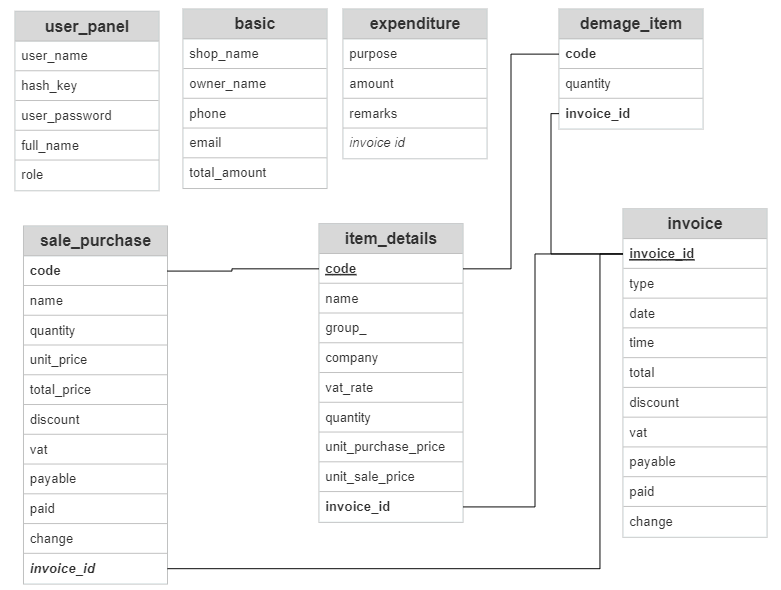 user_panel
user_name
hash_key
user_password
full_name
role
basic
shop_name
owner_name
phone
email
total_amount
expenditure
purpose
amount
remarks
invoice id
demage_item
code
quantity
invoice_id
sale_purchase
code
name
quantity
unit_price
total_price
discount
vat
payable
paid
change
invoice_id
item_details
code
name
group_
company
vat_rate
quantity
unit_purchase_price
unit_sale_price
invoice_id
invoice
invoice_id
type
date
time
total
discount
vat
payable
paid
change